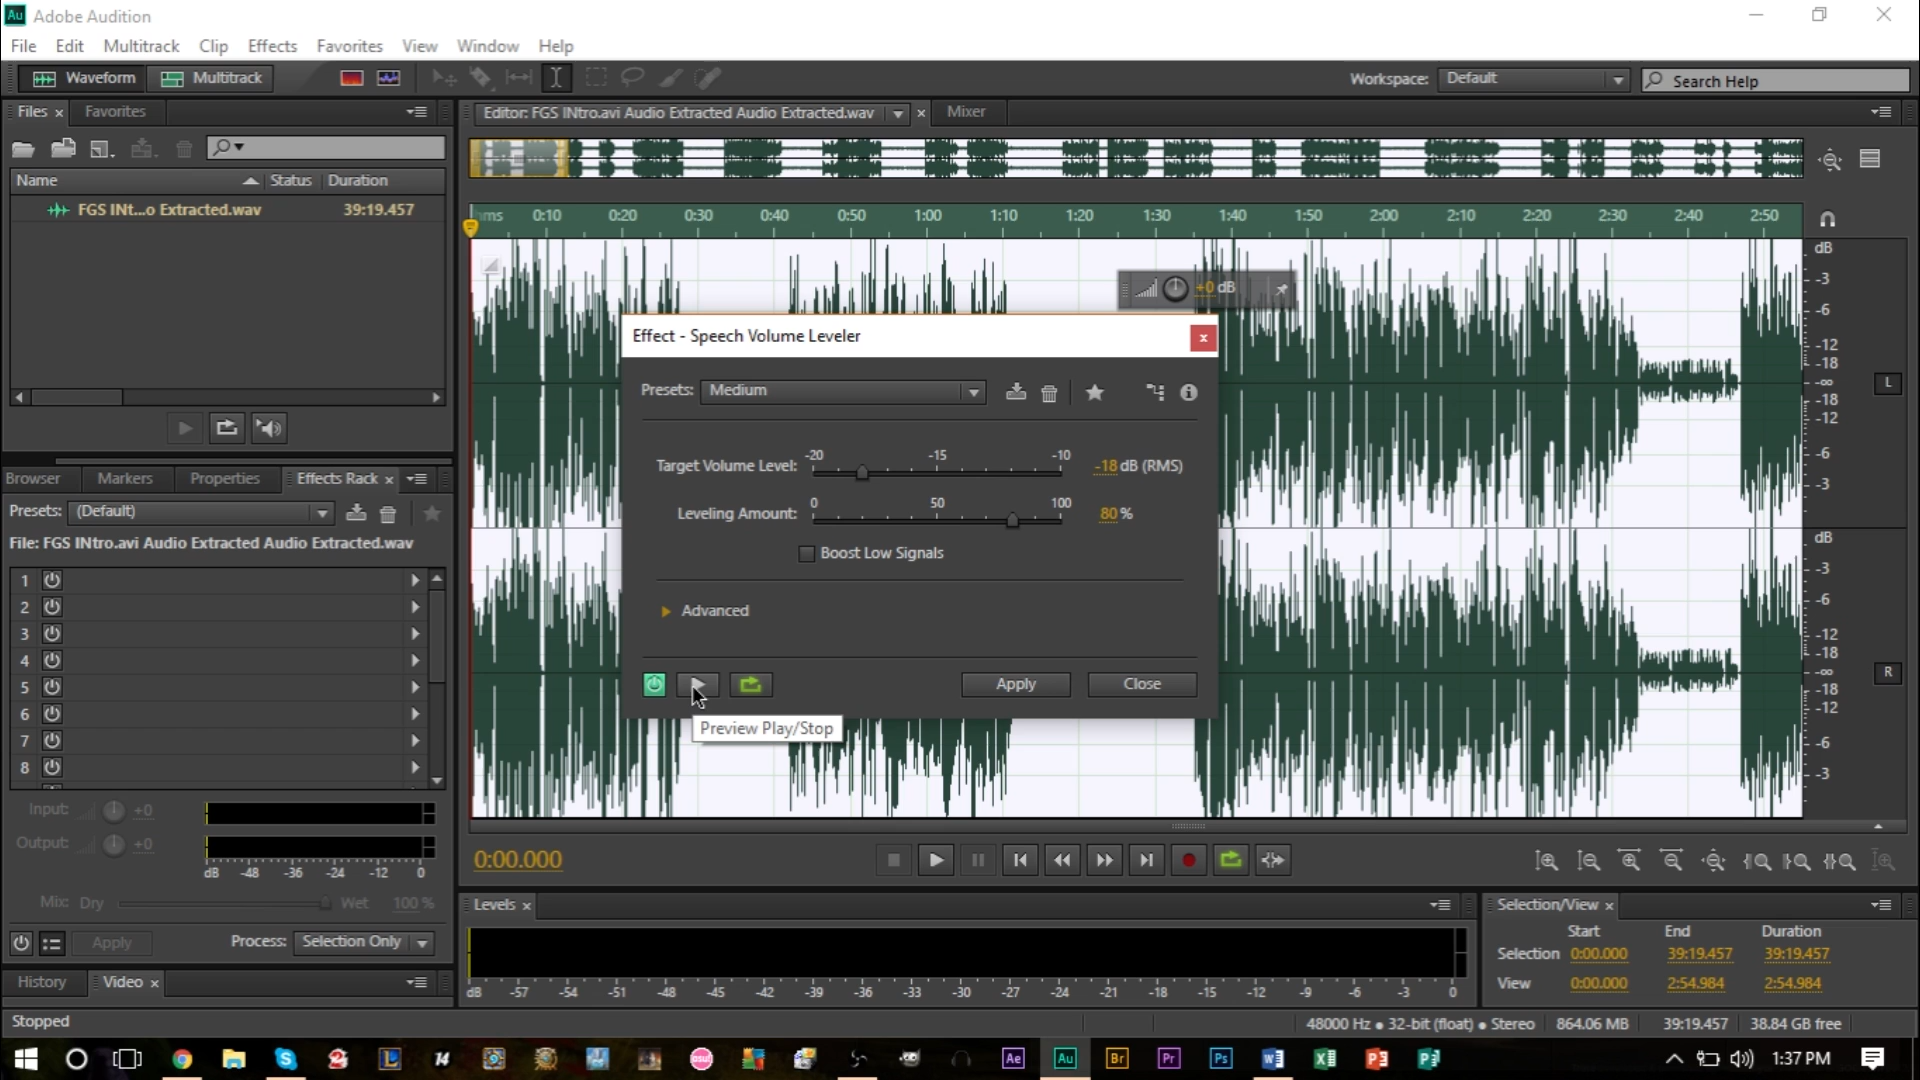 Au Adobe Audition
File Edit Multitrack Clip Effects Favorites View Window Help
Waveform Multitrack Workspace: Default Search Help
Files × Favorites
Editor: FGS INtro.avi Audio Extracted Audio Extracted.wav × Mixer
Name Status Duration
FGS INt...o Extracted.wav 39:19.457
hms 0:10 0:20 0:30 0:40 0:50 1:00 1:10 1:20 1:30 1:40 1:50 2:00 2:10 2:20 2:30 2:40 2:50
+0 dB
dB
-3
-6
-12
-18
-∞
-18
-12
-6
-3
L
dB
-3
-6
-12
-18
-∞
-18
-12
-6
-3
R
Effect - Speech Volume Leveler x
Presets: Medium
-20 -15 -10
Target Volume Level: -18 dB (RMS)
0 50 100
Leveling Amount: 80 %
Boost Low Signals
Advanced
Apply Close
Preview Play/Stop
Browser Markers Properties Effects Rack ×
Presets: (Default)
File: FGS INtro.avi Audio Extracted Audio Extracted.wav
1
2
3
4
5
6
7
8
Input: +0
Output: +0
dB -48 -36 -24 -12 0
Mix: Dry Wet 100 %
Apply Process: Selection Only
History Video ×
Stopped
0:00.000
Levels ×
dB -57 -54 -51 -48 -45 -42 -39 -36 -33 -30 -27 -24 -21 -18 -15 -12 -9 -6 -3 0
Selection/View ×
Start End Duration
Selection 0:00.000 39:19.457 39:19.457
View 0:00.000 2:54.984 2:54.984
48000 Hz ● 32-bit (float) ● Stereo 864.06 MB 39:19.457 38.84 GB free
14 osu! Ae Au Br Pr Ps 1:37 PM